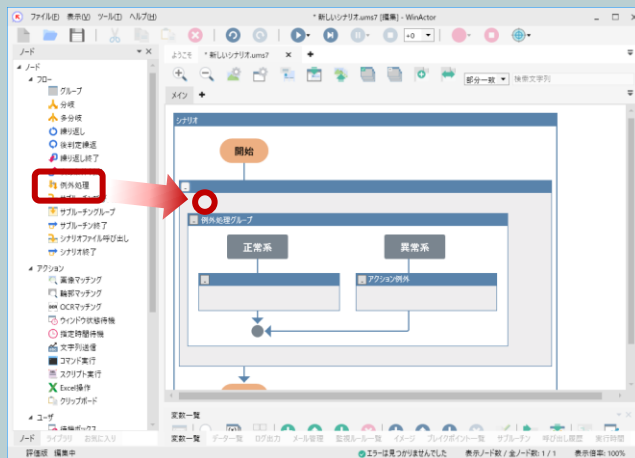 ファイル(F) 表示(V) ツール(D) ヘルプ(H)
* 新しいシナリオ.ums7 [編集] - WinActor
+0
ノード
ようこそ
* 新しいシナリオ.ums7
部分一致
検索文字列
メイン
ノード
フロー
グループ
分岐
多分岐
繰り返し
後判定繰返
繰り返し終了
例外処理
サブルーチングループ
サブルーチン終了
シナリオファイル呼び出し
シナリオ終了
アクション
画像マッチング
輪郭マッチング
OCRマッチング
ウィンドウ状態待機
指定時間待機
文字列送信
コマンド実行
スクリプト実行
Excel操作
クリップボード
ユーザ
待機ボックス
シナリオ
開始
例外処理グループ
正常系
異常系
アクション例外
変数一覧
ノード ライブラリ お気に入り
変数一覧 データ一覧 ログ出力 メール管理 監視ルール一覧 イメージ ブレイクポイント一覧 サブルーチン 呼び出し履歴 実行時間
評価版 編集中
エラーは見つかりませんでした
表示ノード数 / 全ノード数: 1 / 1
表示倍率: 100%